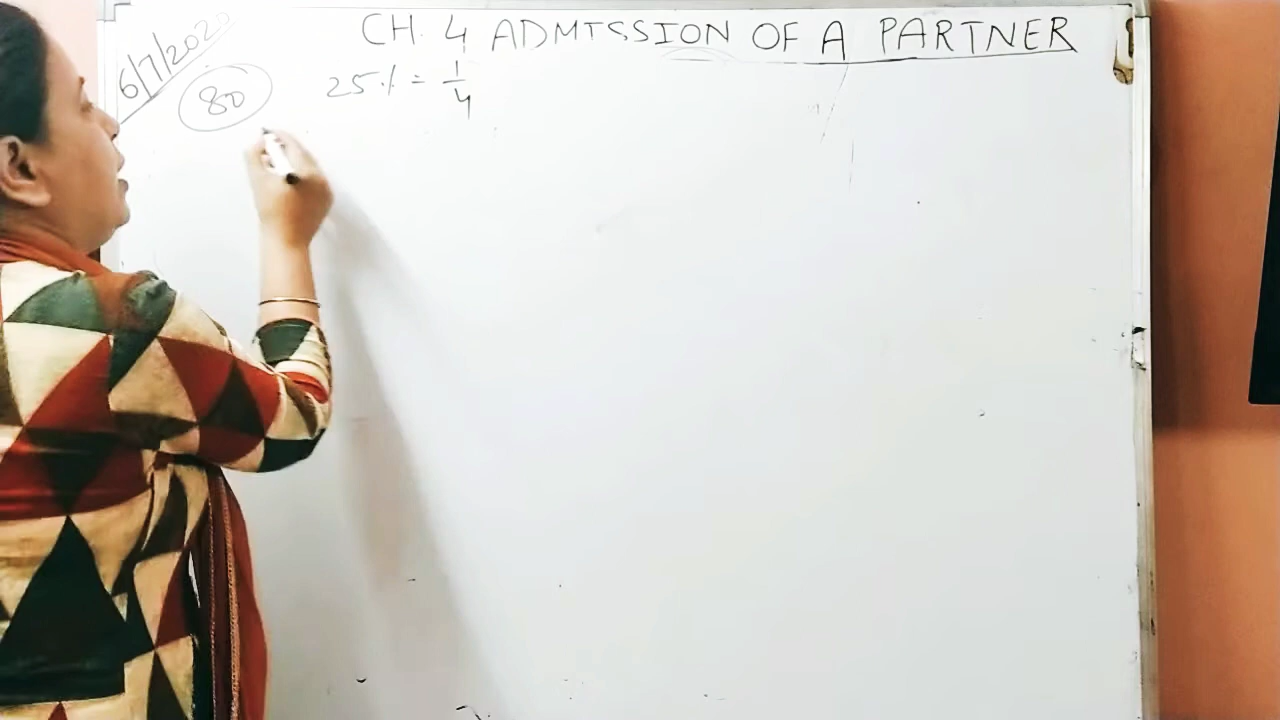 CH. 4 ADMISSION OF A PARTNER
6/7/2020
80
25% = 1/4